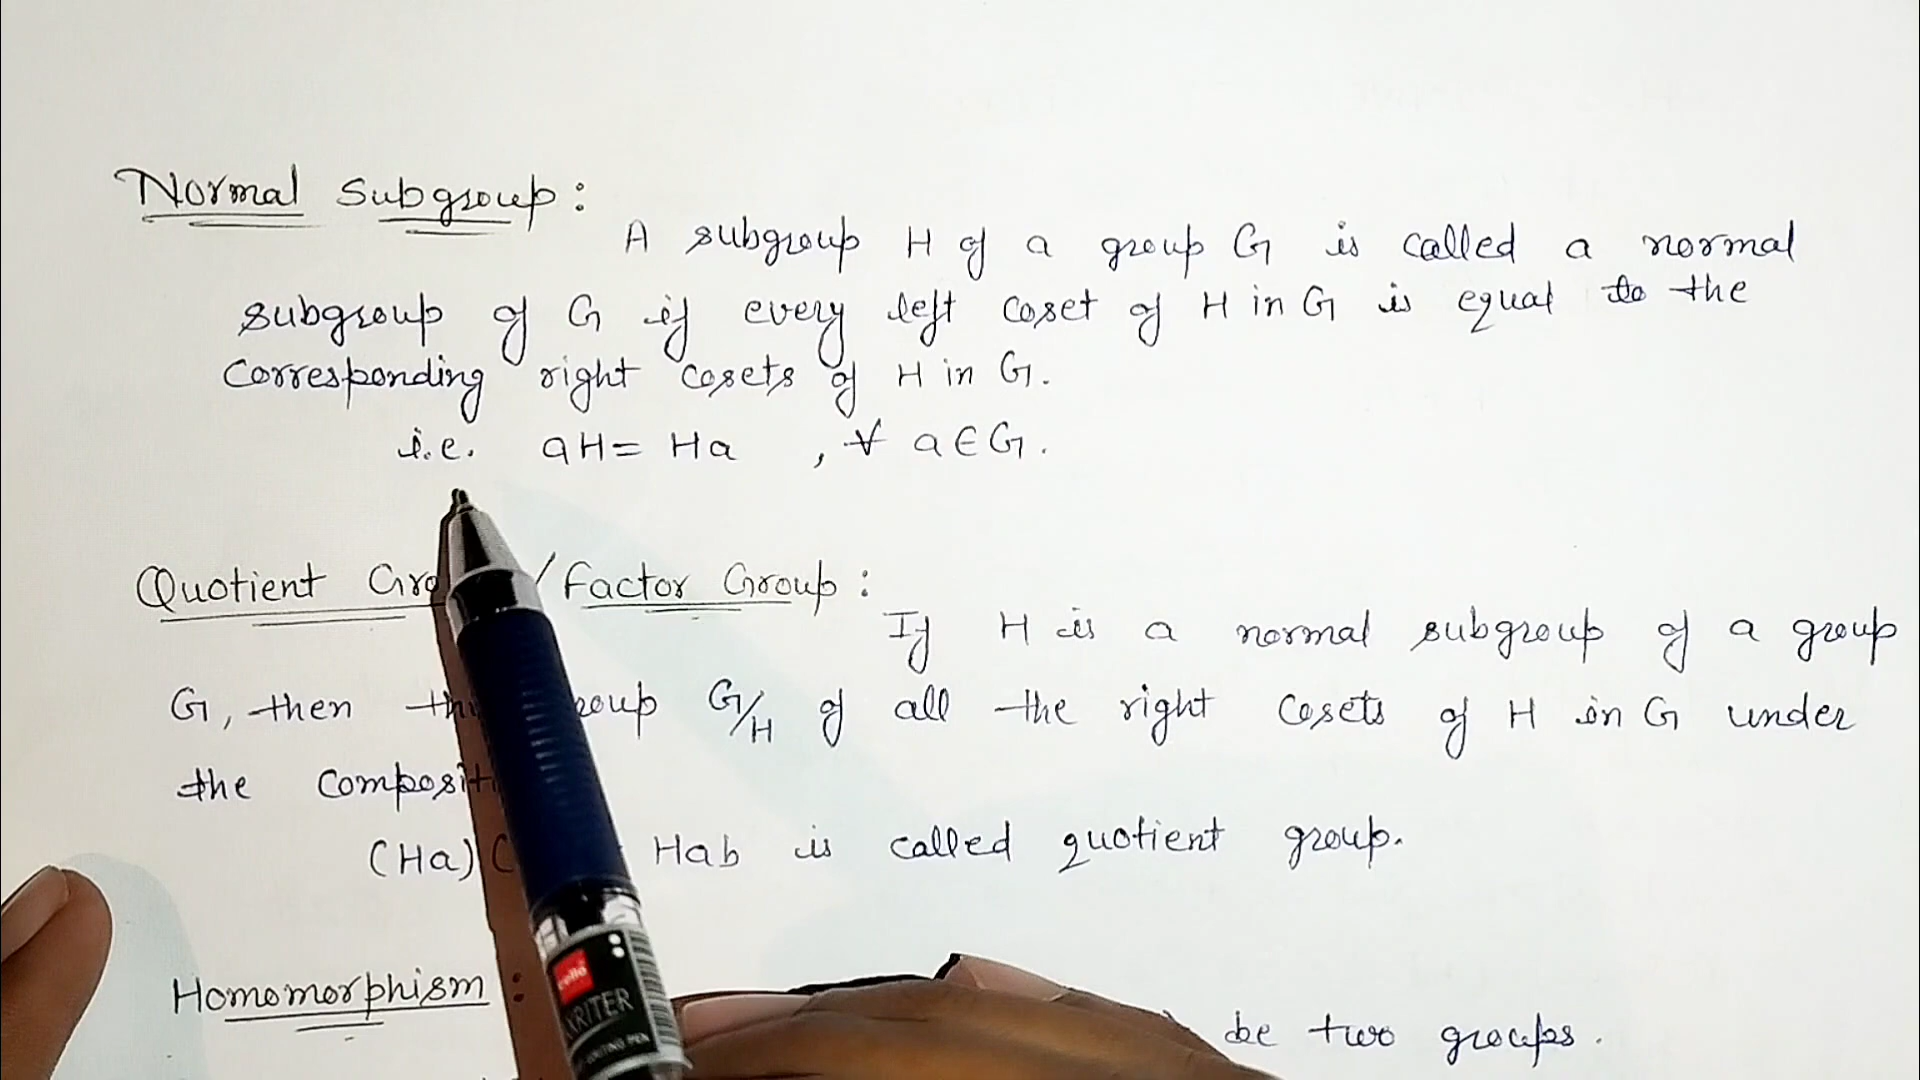 Normal Subgroup:
A subgroup H of a group G is called a normal
subgroup of G if every left coset of H in G is equal to the
corresponding right cosets of H in G.
i.e. aH = Ha , ∀ a ∈ G.
Quotient / Factor Group:
If H is a normal subgroup of a group
G, then G/H of all the right cosets of H in G under
the
(Ha) Hab is called quotient group.
Homomorphism :
be two groups.
cello